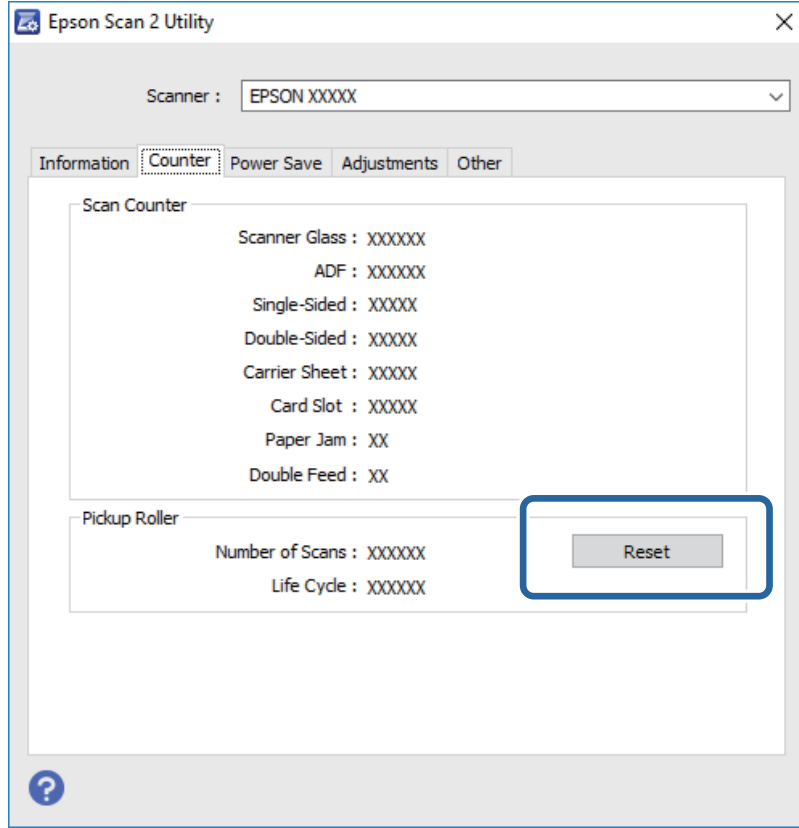 Epson Scan 2 Utility
Scanner : EPSON XXXXX
Information Counter Power Save Adjustments Other
Scan Counter
Scanner Glass : XXXXXX
ADF : XXXXXX
Single-Sided : XXXXX
Double-Sided : XXXXX
Carrier Sheet : XXXXX
Card Slot : XXXXX
Paper Jam : XX
Double Feed : XX
Pickup Roller
Number of Scans : XXXXXX Reset
Life Cycle : XXXXXX
?